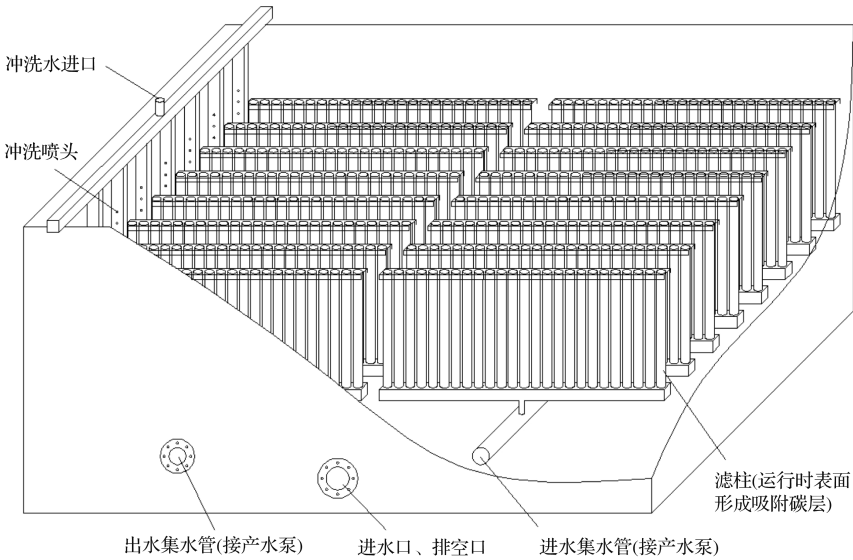 冲洗水进口
冲洗喷头
滤柱(运行时表面
形成吸附碳层)
出水集水管(接产水泵)
进水口、排空口
进水集水管(接产水泵)